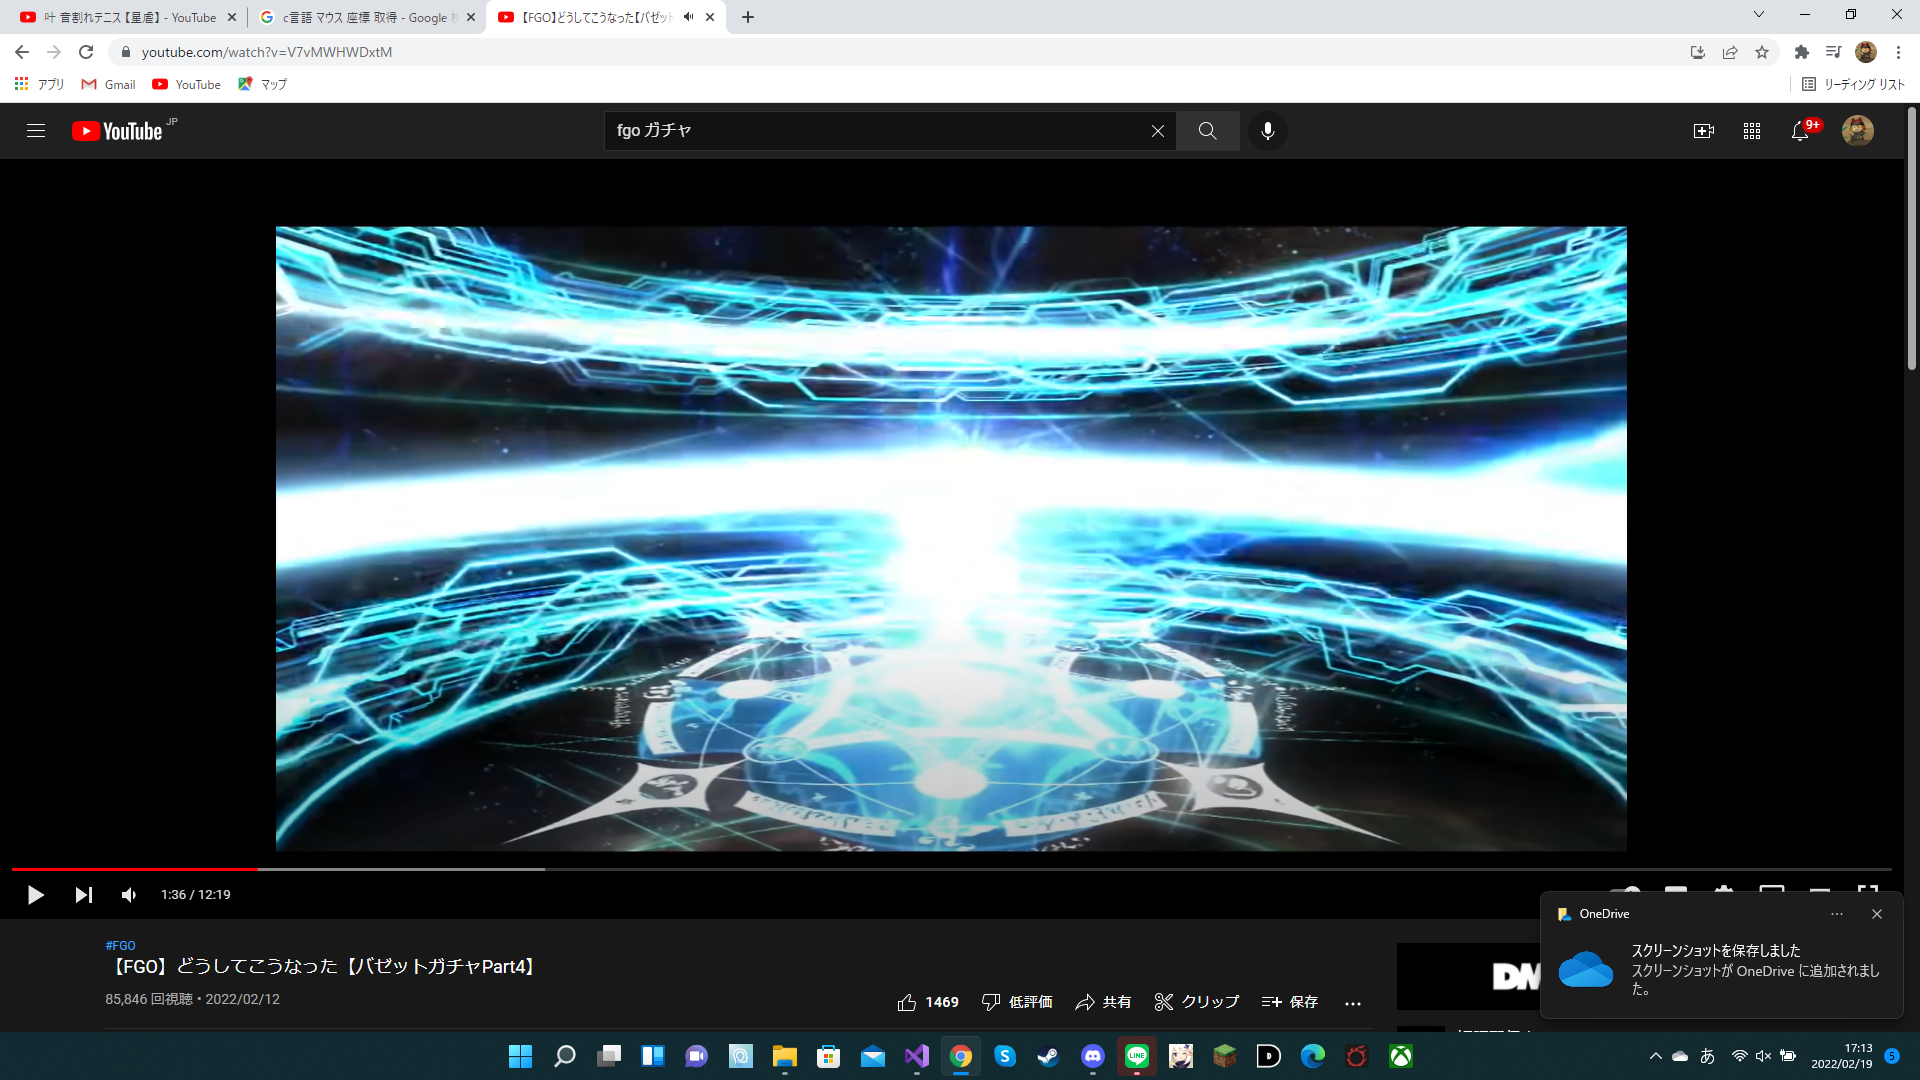 叶 音割れテニス【星虐】 - YouTube
c言語 マウス 座標 取得 - Google
【FGO】どうしてこうなった【バゼット
youtube.com/watch?v=V7vMWHWDxtM
アプリ
Gmail
YouTube
マップ
リーディング リスト
YouTube JP
fgo ガチャ
9+
1:36 / 12:19
#FGO
【FGO】どうしてこうなった【バゼットガチャPart4】
85,846 回視聴・2022/02/12
1469
低評価
共有
クリップ
保存
DM
OneDrive
スクリーンショットを保存しました
スクリーンショットが OneDrive に追加されまし
た。
LINE
あ
17:13
2022/02/19
5